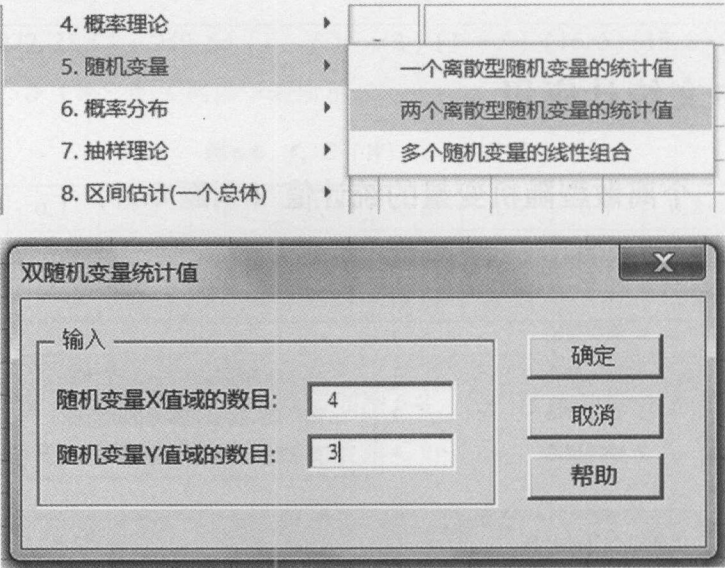 4. 概率理论
5. 随机变量
6. 概率分布
7. 抽样理论
8. 区间估计(一个总体)
一个离散型随机变量的统计值
两个离散型随机变量的统计值
多个随机变量的线性组合
双随机变量统计值
X
输入
随机变量X值域的数目: 4
随机变量Y值域的数目: 3
确定
取消
帮助